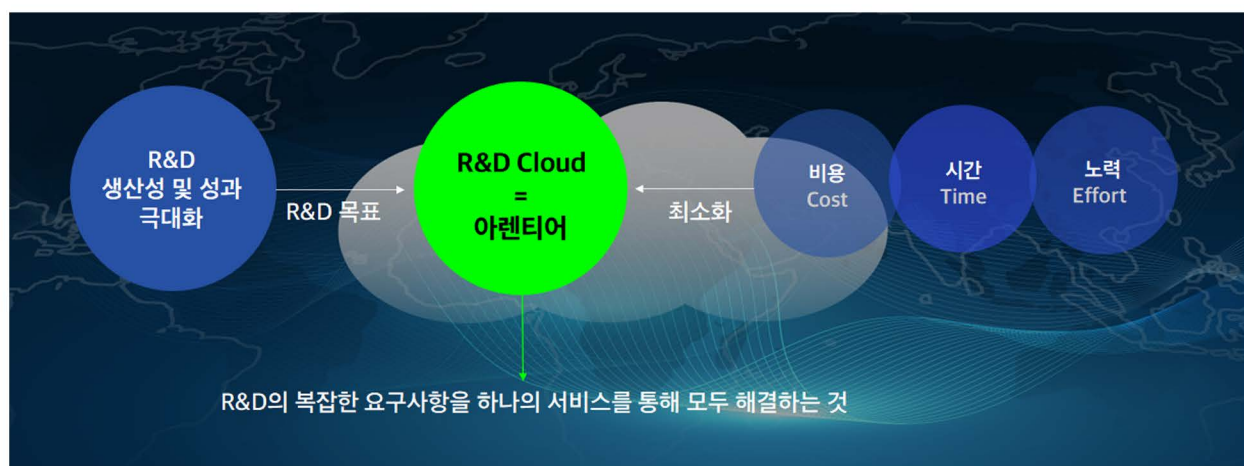 R&D
생산성 및 성과
극대화
R&D 목표
R&D Cloud
=
아렌티어
최소화
비용
Cost
시간
Time
노력
Effort
R&D의 복잡한 요구사항을 하나의 서비스를 통해 모두 해결하는 것